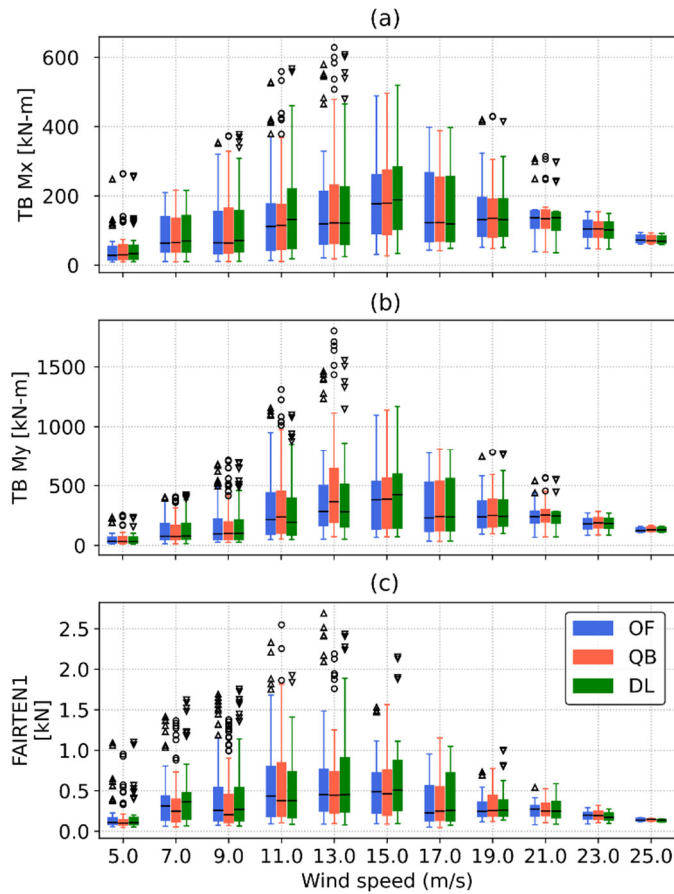 (a)
TB Mx [kN-m]
600
400
200
0
(b)
TB My [kN-m]
1500
1000
500
0
(c)
FAIRTEN1
[kN]
2.5
2.0
1.5
1.0
0.5
0.0
OF
QB
DL
5.0 7.0 9.0 11.0 13.0 15.0 17.0 19.0 21.0 23.0 25.0
Wind speed (m/s)